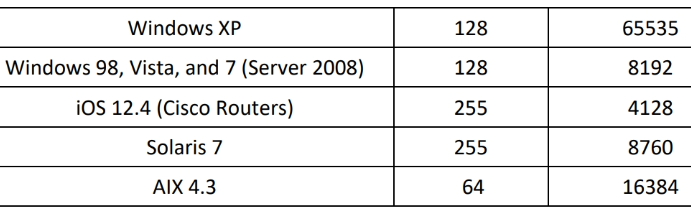 Windows XP 128 65535
Windows 98, Vista, and 7 (Server 2008) 128 8192
iOS 12.4 (Cisco Routers) 255 4128
Solaris 7 255 8760
AIX 4.3 64 16384